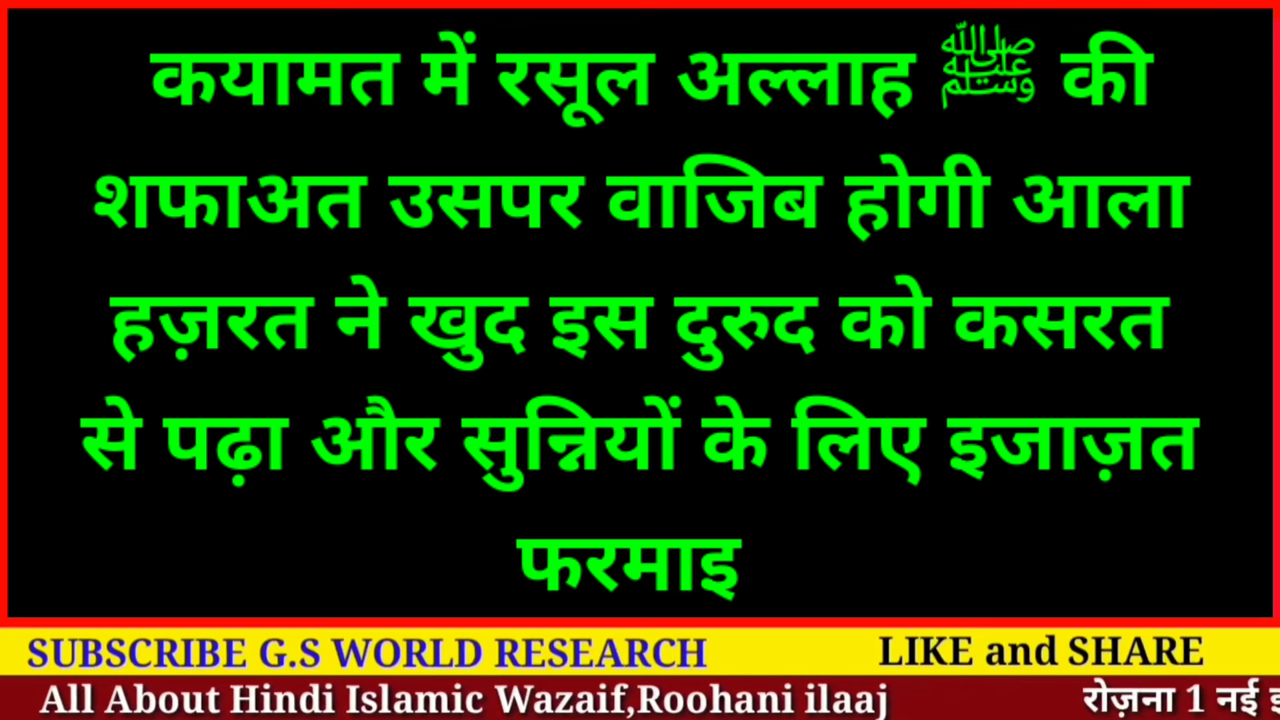 कयामत में रसूल अल्लाह ﷺ की
शफाअत उसपर वाजिब होगी आला
हज़रत ने खुद इस दुरुद को कसरत
से पढ़ा और सुन्नियों के लिए इजाज़त
फरमाइ
SUBSCRIBE G.S WORLD RESEARCH LIKE and SHARE
All About Hindi Islamic Wazaif,Roohani ilaaj रोज़ना 1 नई